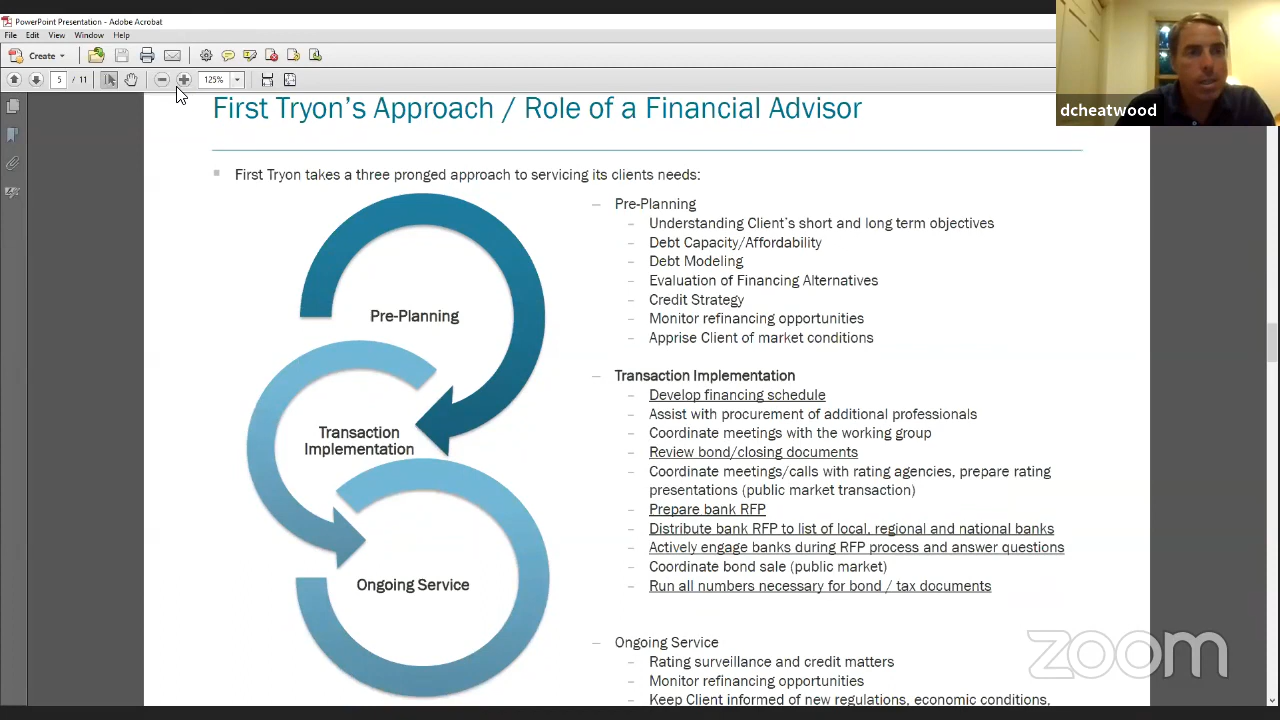 PowerPoint Presentation - Adobe Acrobat
File Edit View Window Help
Create
5 / 11 125%
dcheatwood
First Tryon's Approach / Role of a Financial Advisor
First Tryon takes a three pronged approach to servicing its clients needs:
Pre-Planning
Transaction
Implementation
Ongoing Service
– Pre-Planning
– Understanding Client's short and long term objectives
– Debt Capacity/Affordability
– Debt Modeling
– Evaluation of Financing Alternatives
– Credit Strategy
– Monitor refinancing opportunities
– Apprise Client of market conditions
– Transaction Implementation
– Develop financing schedule
– Assist with procurement of additional professionals
– Coordinate meetings with the working group
– Review bond/closing documents
– Coordinate meetings/calls with rating agencies, prepare rating
presentations (public market transaction)
– Prepare bank RFP
– Distribute bank RFP to list of local, regional and national banks
– Actively engage banks during RFP process and answer questions
– Coordinate bond sale (public market)
– Run all numbers necessary for bond / tax documents
– Ongoing Service
– Rating surveillance and credit matters
– Monitor refinancing opportunities
– Keep Client informed of new regulations, economic conditions,
zoom